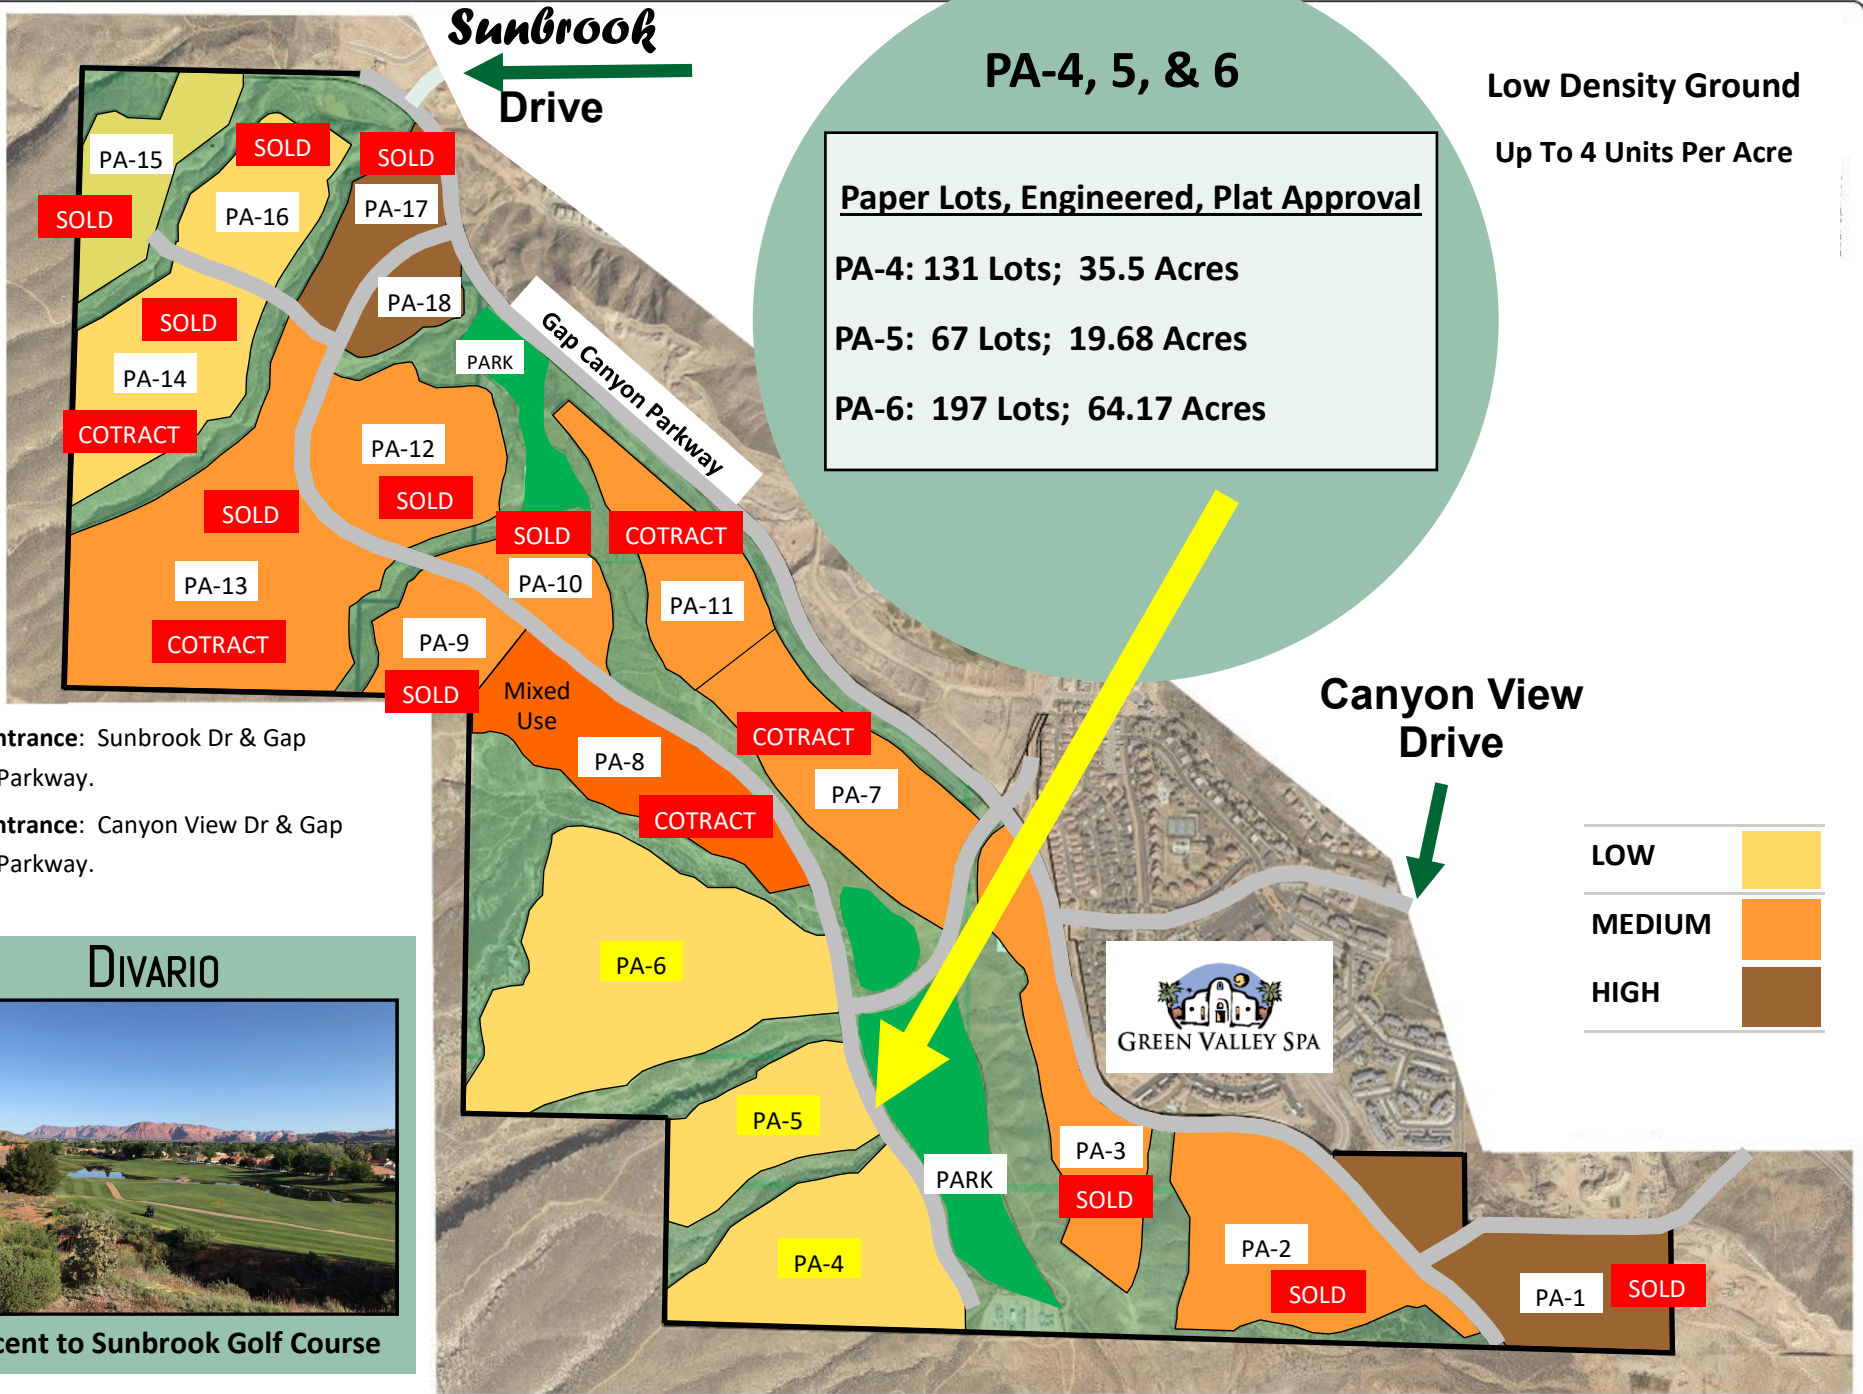 Sunbrook
Drive
PA-4, 5, & 6
Paper Lots, Engineered, Plat Approval
PA-4: 131 Lots; 35.5 Acres
PA-5: 67 Lots; 19.68 Acres
PA-6: 197 Lots; 64.17 Acres
Low Density Ground
Up To 4 Units Per Acre
PA-15
SOLD
SOLD
PA-16
SOLD
PA-17
PA-18
SOLD
PA-14
COTRACT
PARK
Gap Canyon Parkway
PA-12
SOLD
SOLD
PA-13
COTRACT
SOLD
PA-10
COTRACT
PA-11
PA-9
SOLD
Mixed
Use
PA-8
COTRACT
COTRACT
PA-7
Canyon View
Drive
ntrance: Sunbrook Dr & Gap
Parkway.
ntrance: Canyon View Dr & Gap
Parkway.
LOW
MEDIUM
HIGH
PA-6
PA-5
PA-4
PARK
PA-3
SOLD
PA-2
SOLD
PA-1
SOLD
GREEN VALLEY SPA
DIVARIO
cent to Sunbrook Golf Course